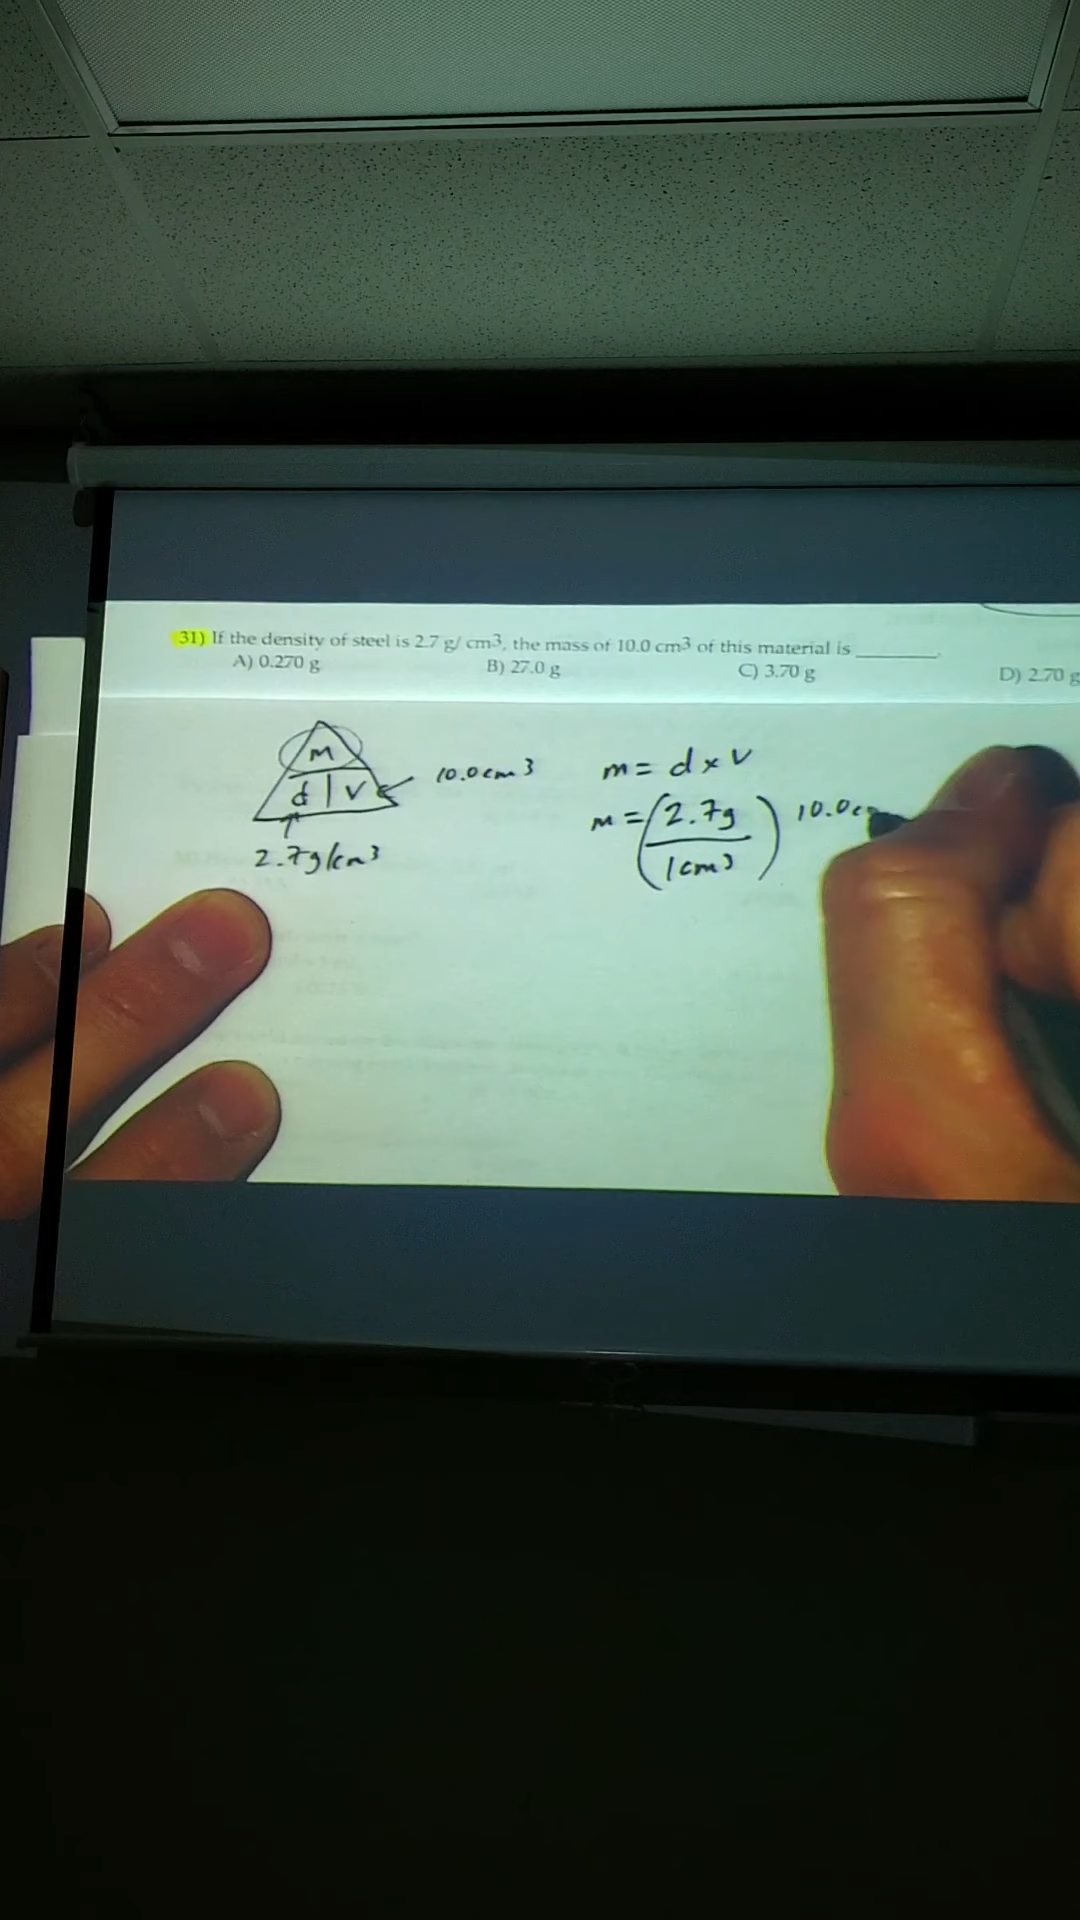 31) If the density of steel is 2.7 g/ cm3, the mass of 10.0 cm3 of this material is ________.
A) 0.270 g B) 27.0 g C) 3.70 g D) 2.70 g
m
d | v
10.0cm3
2.7g/cm3
m = d x v
m = (2.7g / 1cm3) 10.0c